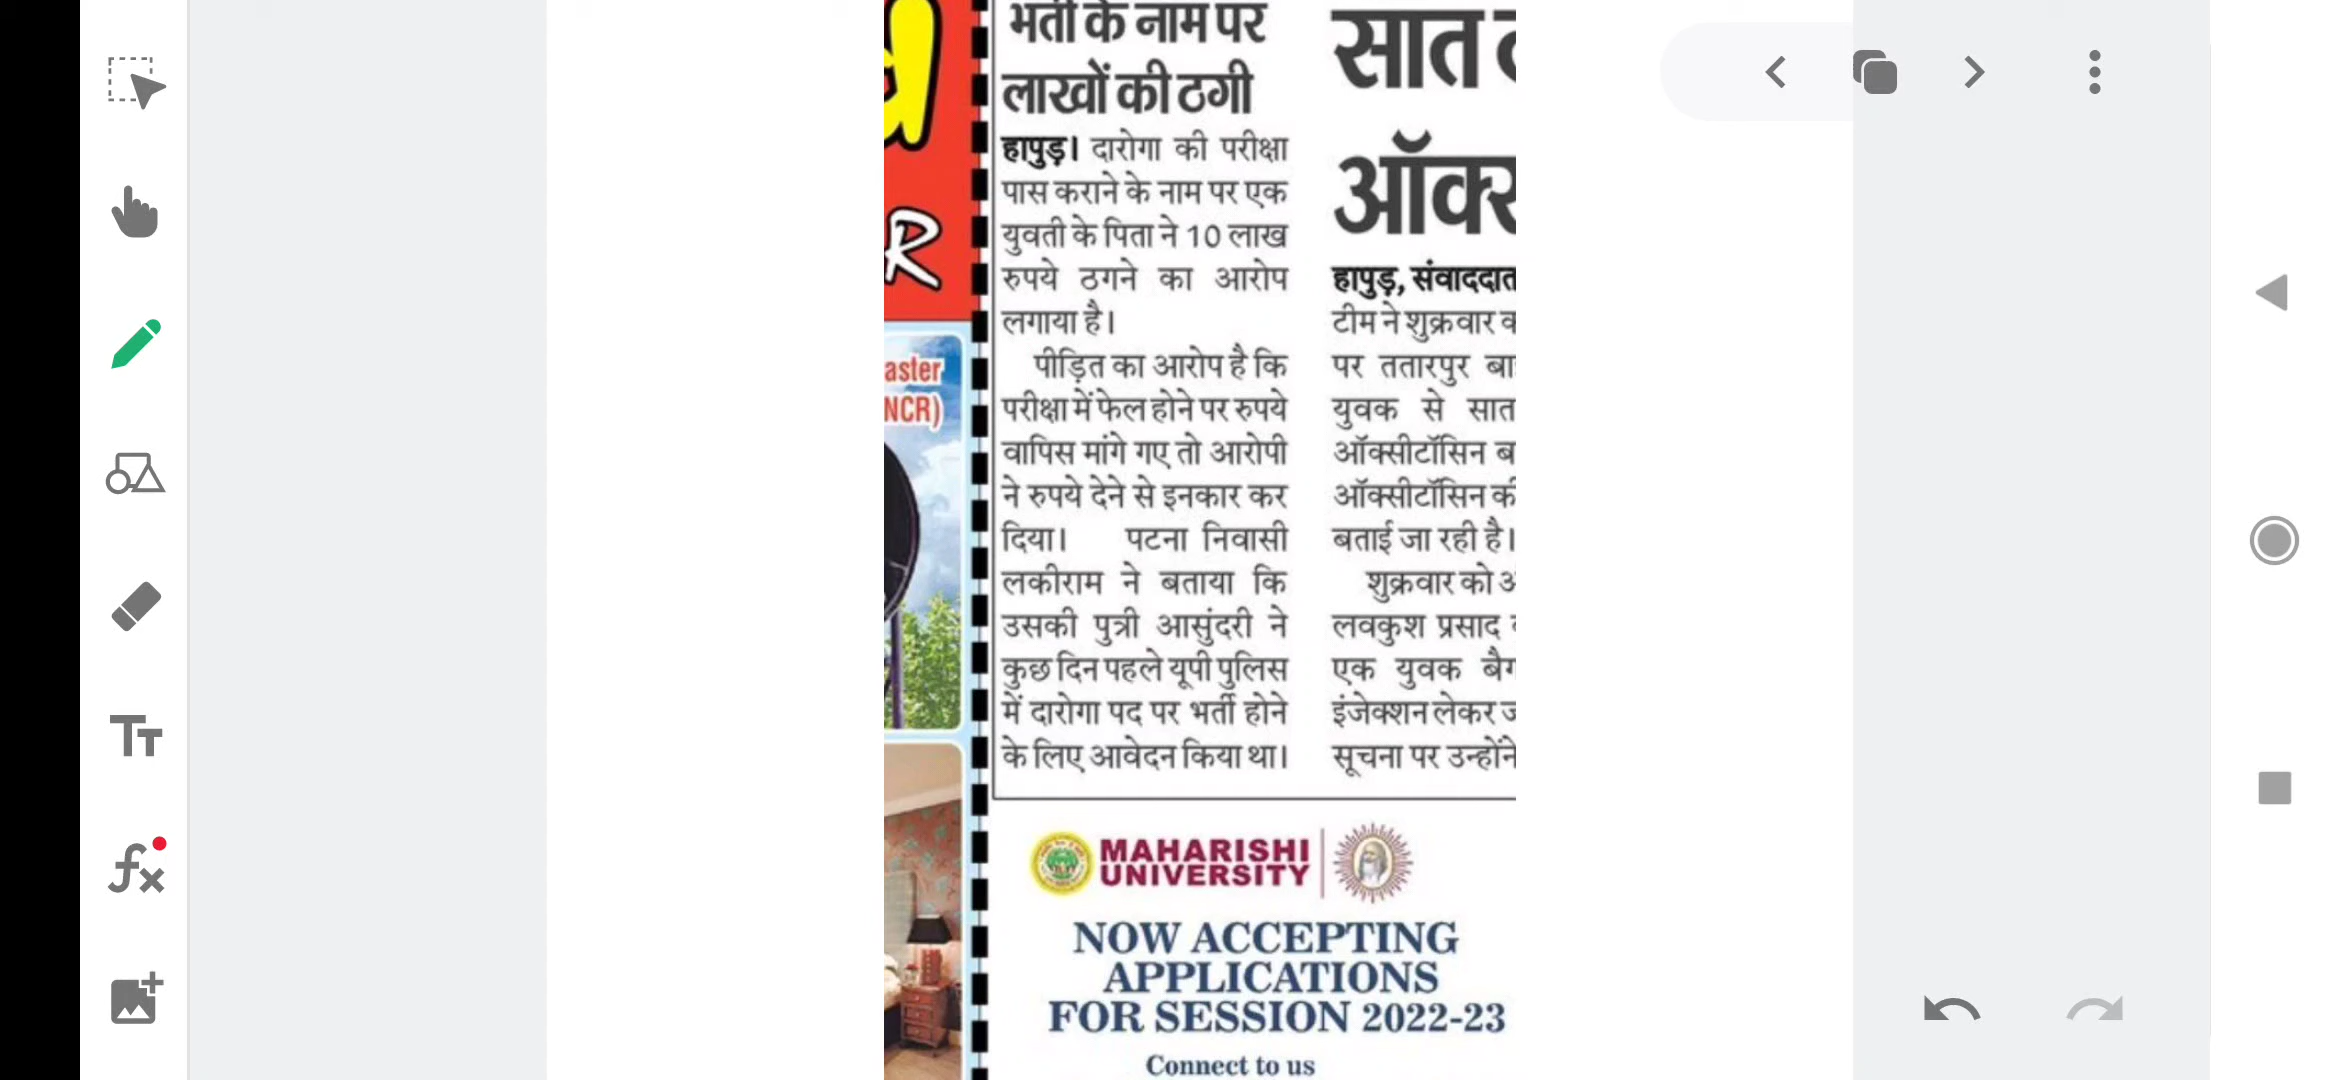 भर्ती के नाम पर
लाखों की ठगी
हापुड़। दारोगा की परीक्षा
पास कराने के नाम पर एक
युवती के पिता ने 10 लाख
रुपये ठगने का आरोप
लगाया है।
पीड़ित का आरोप है कि
परीक्षा में फेल होने पर रुपये
वापिस मांगे गए तो आरोपी
ने रुपये देने से इनकार कर
दिया। पटना निवासी
लकीराम ने बताया कि
उसकी पुत्री आसुंदरी ने
कुछ दिन पहले यूपी पुलिस
में दारोगा पद पर भर्ती होने
के लिए आवेदन किया था।
सात
हापुड़,
टीम ने शुक्रवार
पर ततारपुर
युवक से सात
ऑक्सीटॉसिन
ऑक्सीटॉसिन की
बताई जा रही है।
शुक्रवार को
लवकुश प्रसाद
एक युवक
इंजेक्शन लेकर
सूचना पर उन्होंने
R
aster
NCR)
MAHARISHI
UNIVERSITY
NOW ACCEPTING
APPLICATIONS
FOR SESSION 2022-23
Connect to us
TT
fx